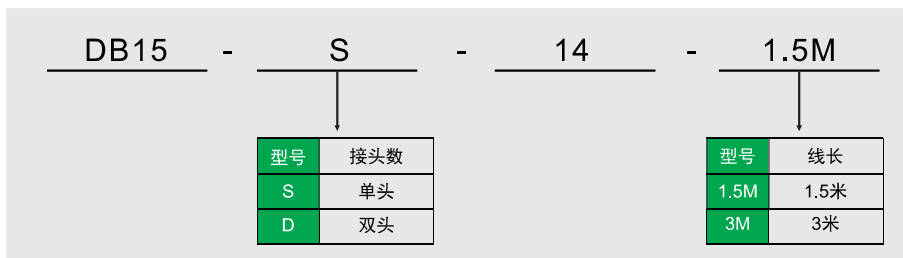 DB15 - S - 14 - 1.5M
型号 接头数
S 单头
D 双头
型号 线长
1.5M 1.5米
3M 3米